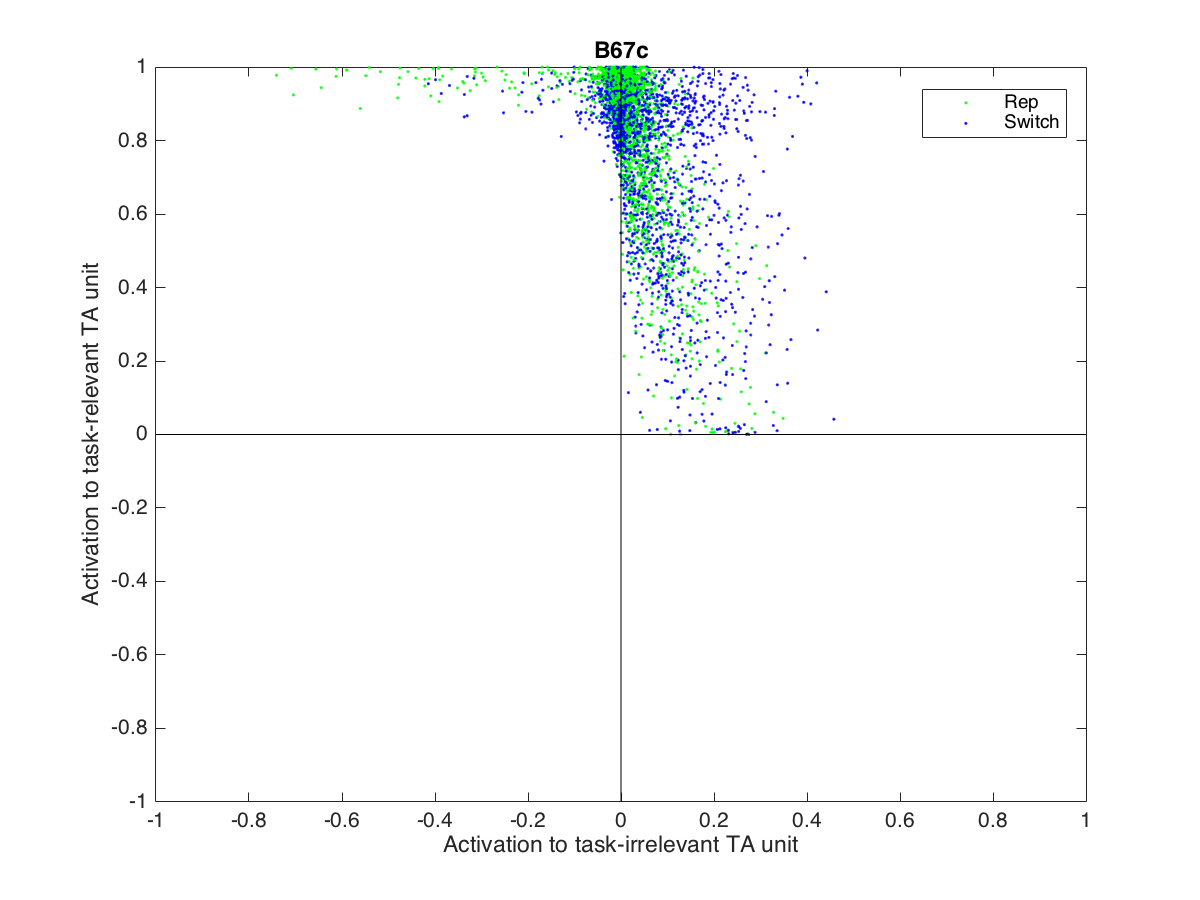 B67c
Rep
Switch
Activation to task-relevant TA unit
1
0.8
0.6
0.4
0.2
0
-0.2
-0.4
-0.6
-0.8
-1
-1 -0.8 -0.6 -0.4 -0.2 0 0.2 0.4 0.6 0.8 1
Activation to task-irrelevant TA unit